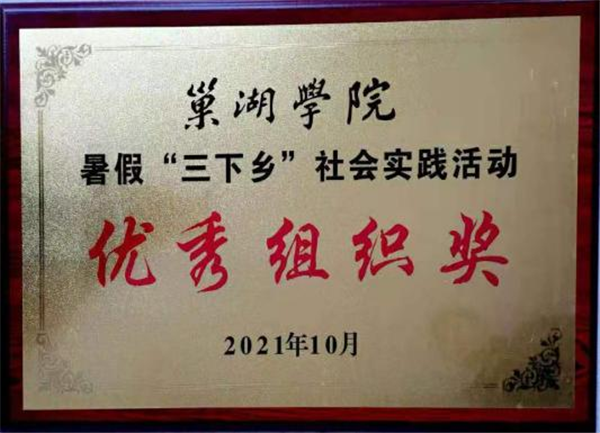 巢湖學院
暑假“三下乡”社会实践活动
优秀组织奖
2021年10月